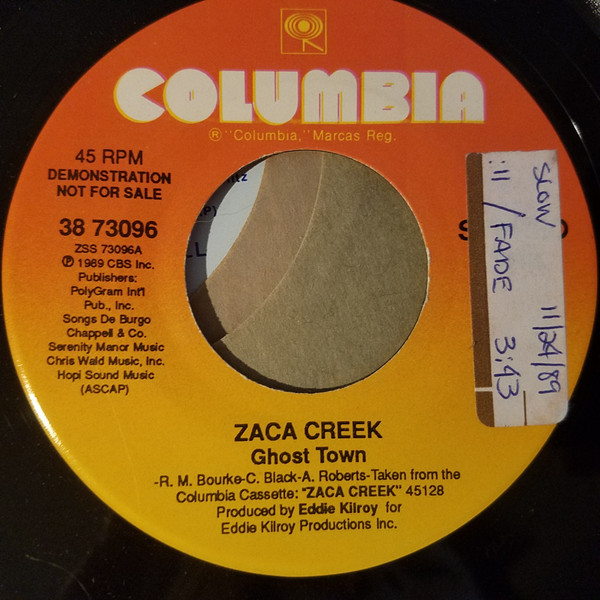 COLUMBIA
® "Columbia," Marcas Reg.
45 RPM
DEMONSTRATION
NOT FOR SALE
38 73096
ZSS 73096A
℗ 1989 CBS Inc.
Publishers:
PolyGram Int'l
Pub., Inc.
Songs De Burgo
Chappell & Co.
Serenity Manor Music
Chris Wald Music, Inc.
Hopi Sound Music
(ASCAP)
SLOW 11/24/89
:11 / FADE 3:43
ZACA CREEK
Ghost Town
-R. M. Bourke-C. Black-A. Roberts-Taken from the
Columbia Cassette: "ZACA CREEK" 45128
Produced by Eddie Kilroy for
Eddie Kilroy Productions Inc.